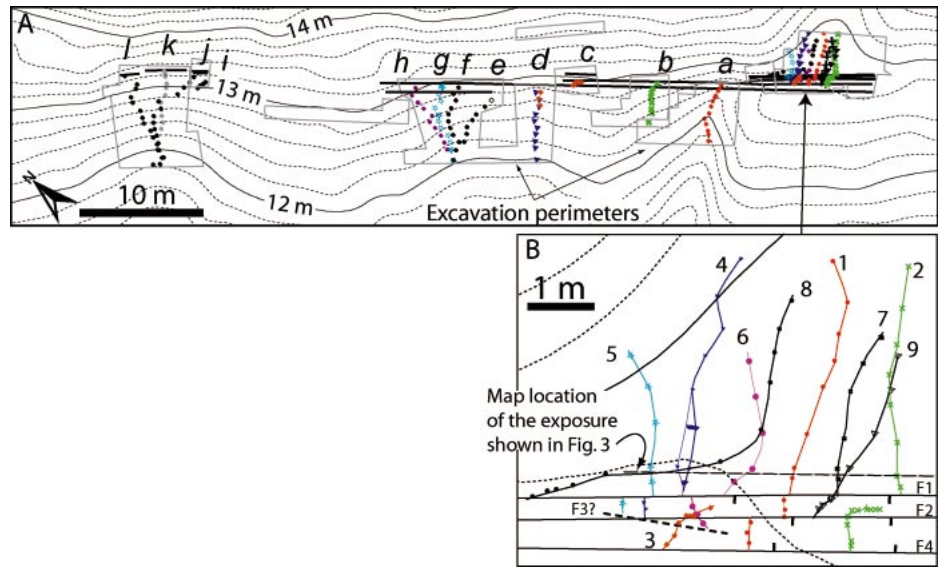 A
14 m
l k j i
h g f e d c b a
13 m
N
10 m
12 m
Excavation perimeters
B
1 m
4 1 2
8
7
5 6 9
Map location
of the exposure
shown in Fig. 3
F1
F3? F2
3 F4